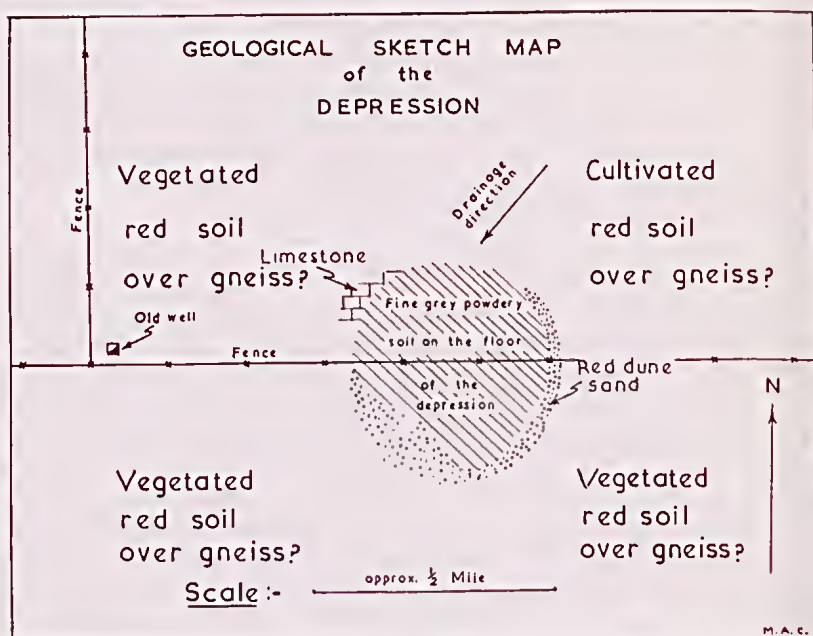 GEOLOGICAL SKETCH MAP
of the
DEPRESSION
Fence
Vegetated
red soil
over gneiss?
Drainage
direction
Cultivated
red soil
over gneiss?
Limestone
Old well
Fine grey powdery
soil on the floor
of the
depression
Fence
Red dune
sand
N
Vegetated
red soil
over gneiss?
Vegetated
red soil
over gneiss?
Scale :-
approx. ½ Mile
M.A.C.